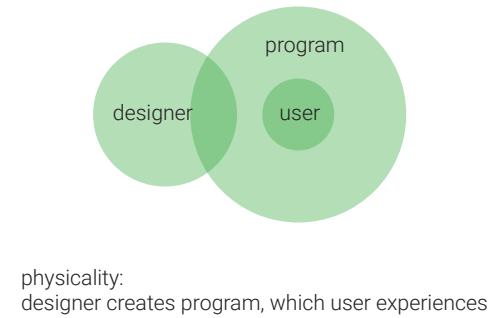 program
designer
user
physicality:
designer creates program, which user experiences